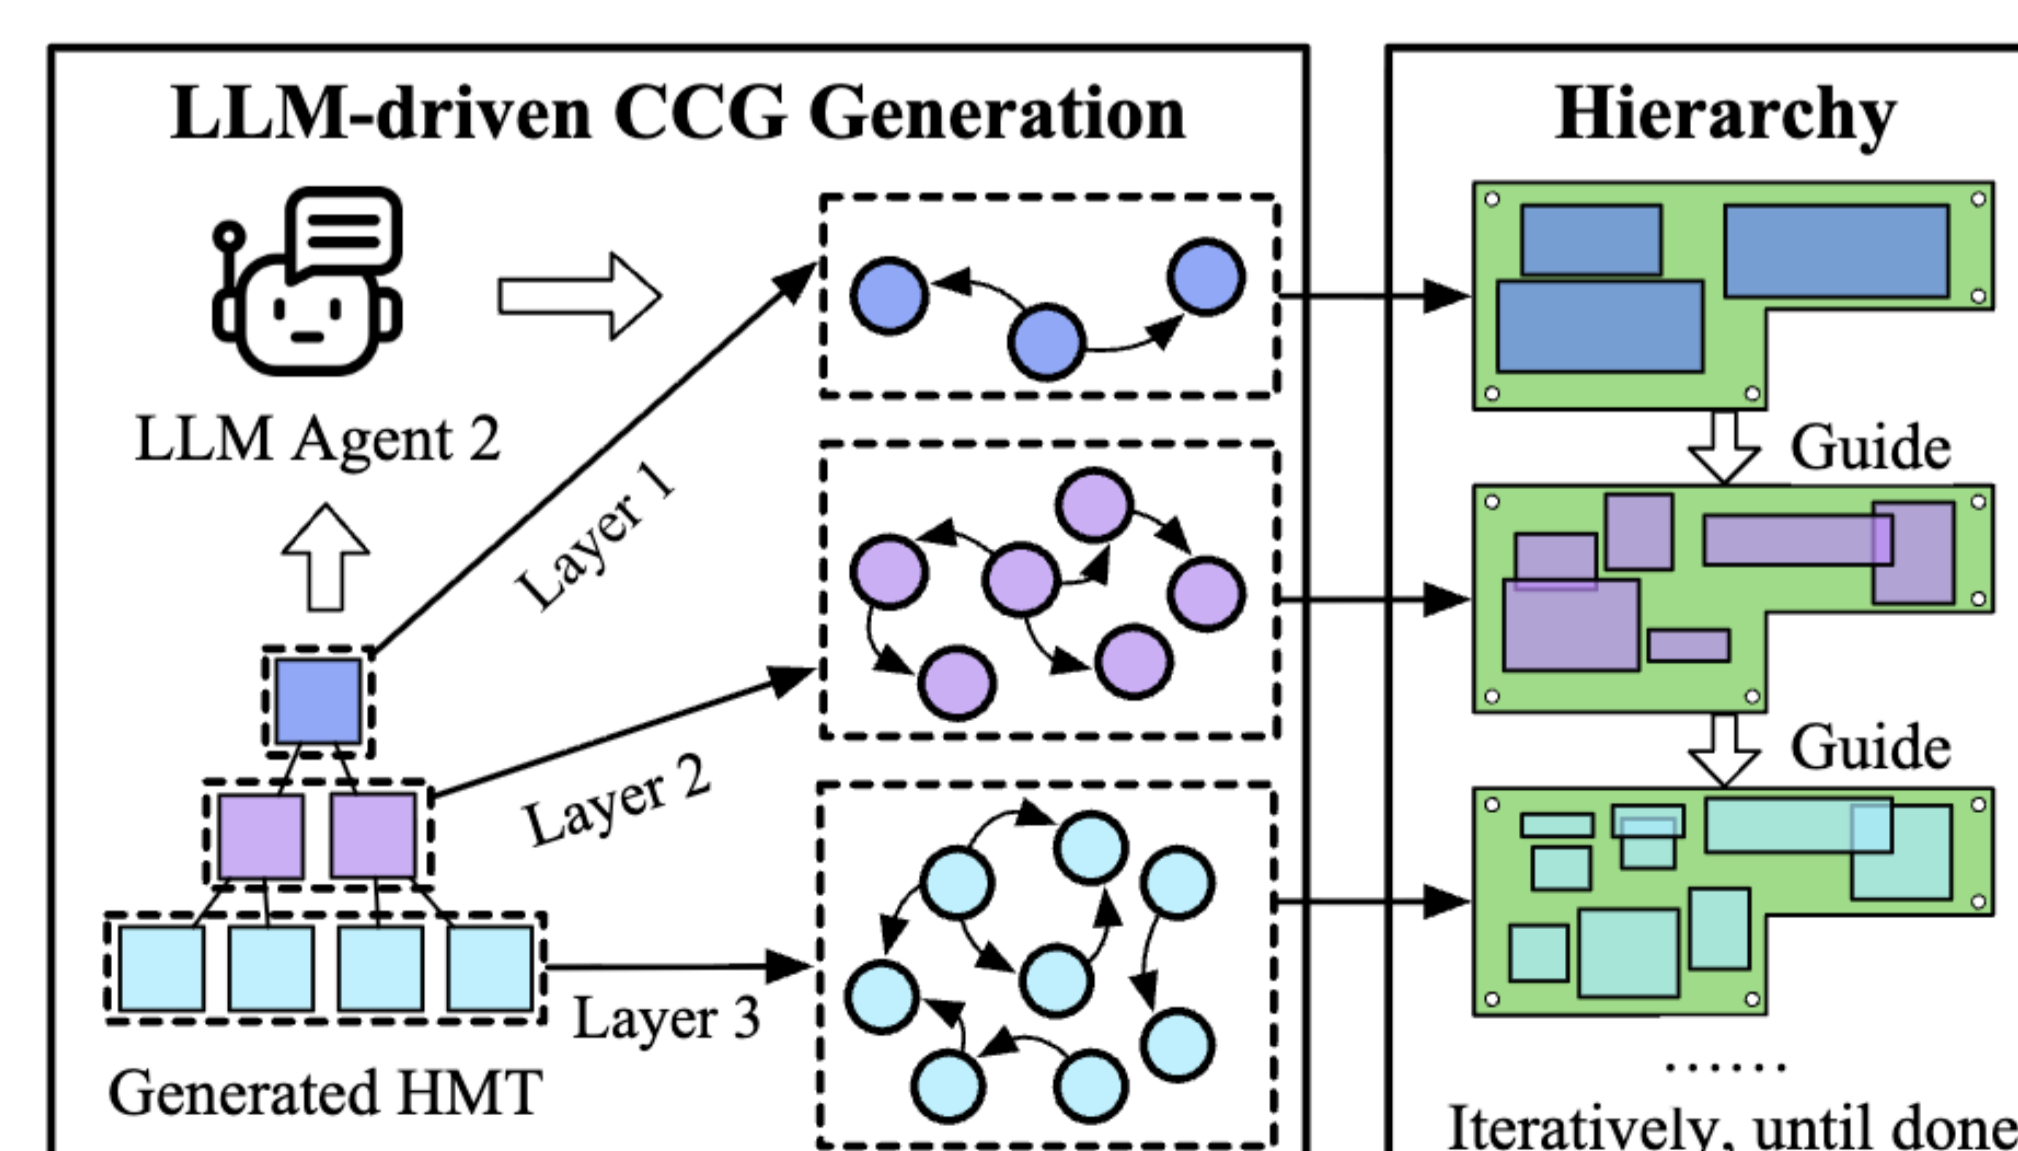 LLM-driven CCG Generation
LLM Agent 2
Layer 1
Layer 2
Layer 3
Generated HMT
Hierarchy
Guide
Guide
......
Iteratively, until done